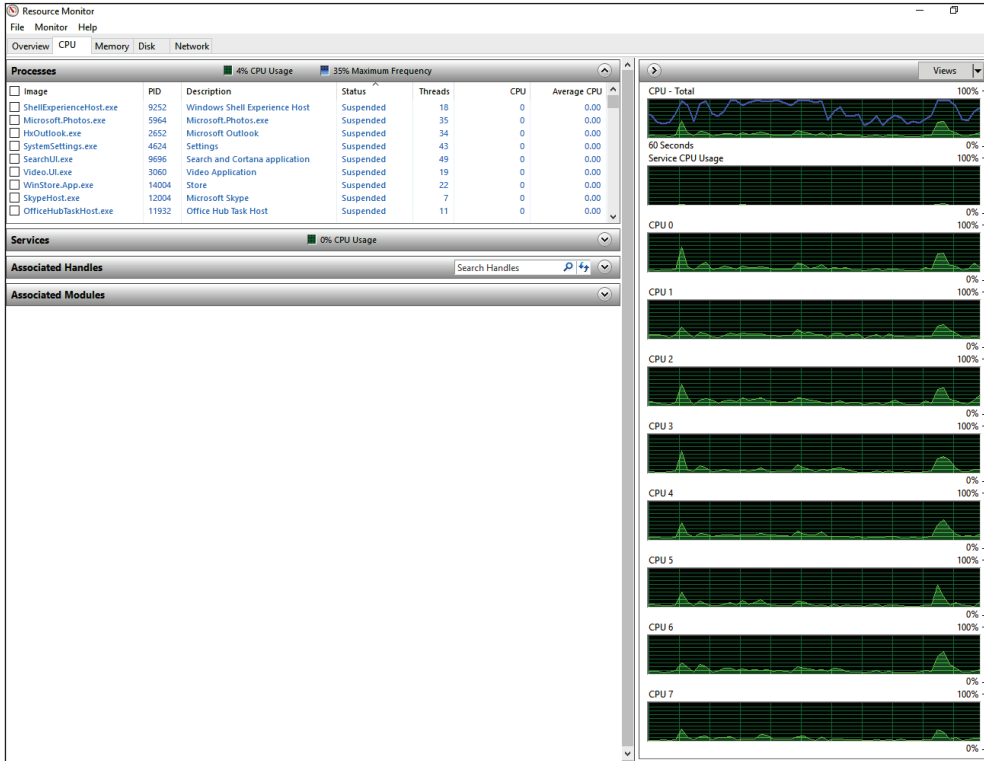 Resource Monitor
File Monitor Help
Overview CPU Memory Disk Network
Processes 4% CPU Usage 35% Maximum Frequency
Image PID Description Status Threads CPU Average CPU
ShellExperienceHost.exe 9252 Windows Shell Experience Host Suspended 18 0 0.00
Microsoft.Photos.exe 5964 Microsoft.Photos.exe Suspended 35 0 0.00
HxOutlook.exe 2652 Microsoft Outlook Suspended 34 0 0.00
SystemSettings.exe 4624 Settings Suspended 43 0 0.00
SearchUI.exe 9696 Search and Cortana application Suspended 49 0 0.00
Video.UI.exe 3060 Video Application Suspended 19 0 0.00
WinStore.App.exe 14004 Store Suspended 22 0 0.00
SkypeHost.exe 12004 Microsoft Skype Suspended 7 0 0.00
OfficeHubTaskHost.exe 11932 Office Hub Task Host Suspended 11 0 0.00
Services 0% CPU Usage
Associated Handles Search Handles
Associated Modules
Views
CPU - Total 100%
60 Seconds 0%
Service CPU Usage 100%
0%
CPU 0 100%
0%
CPU 1 100%
0%
CPU 2 100%
0%
CPU 3 100%
0%
CPU 4 100%
0%
CPU 5 100%
0%
CPU 6 100%
0%
CPU 7 100%
0%